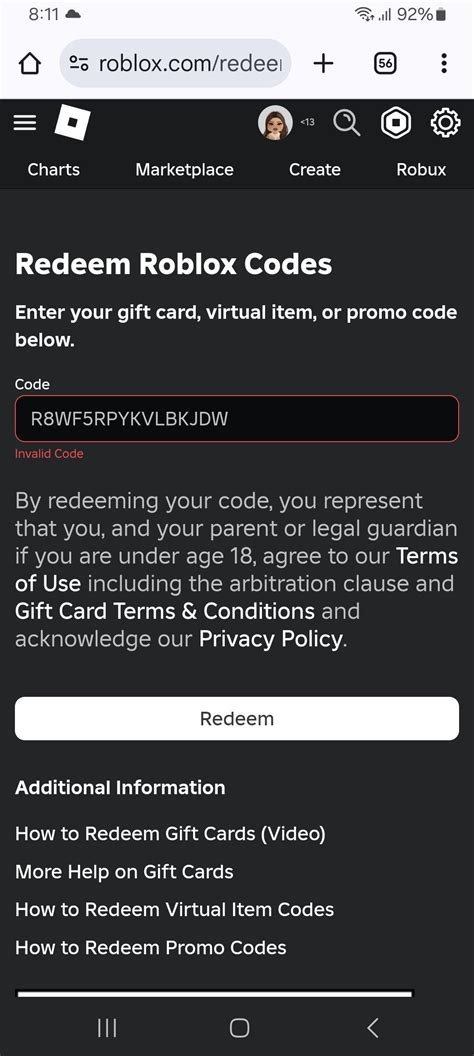 8:11 92%
roblox.com/redee 56
<13
Charts Marketplace Create Robux
Redeem Roblox Codes
Enter your gift card, virtual item, or promo code
below.
Code
R8WF5RPYKVLBKJDW
Invalid Code
By redeeming your code, you represent
that you, and your parent or legal guardian
if you are under age 18, agree to our Terms
of Use including the arbitration clause and
Gift Card Terms & Conditions and
acknowledge our Privacy Policy.
Redeem
Additional Information
How to Redeem Gift Cards (Video)
More Help on Gift Cards
How to Redeem Virtual Item Codes
How to Redeem Promo Codes